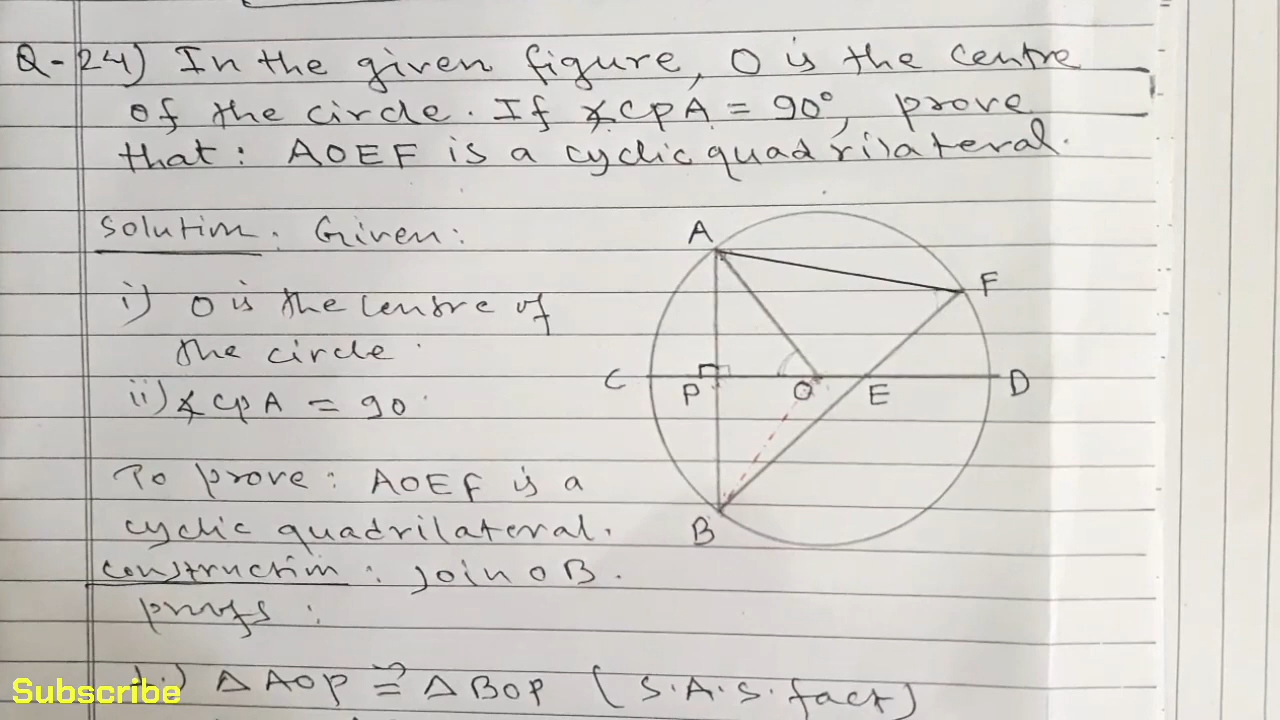 Q-24) In the given figure, O is the centre
of the circle. If ∡CPA = 90°, prove
that: AOEF is a cyclic quadrilateral.
Solution: Given:
i) O is the centre of
the circle.
ii) ∡CPA = 90°
To prove: AOEF is a
cyclic quadrilateral.
Construction: Join OB.
proofs:
A
F
C
P
O
E
D
B
△AOP ≅ △BOP (S.A.S. fact)
Subscribe